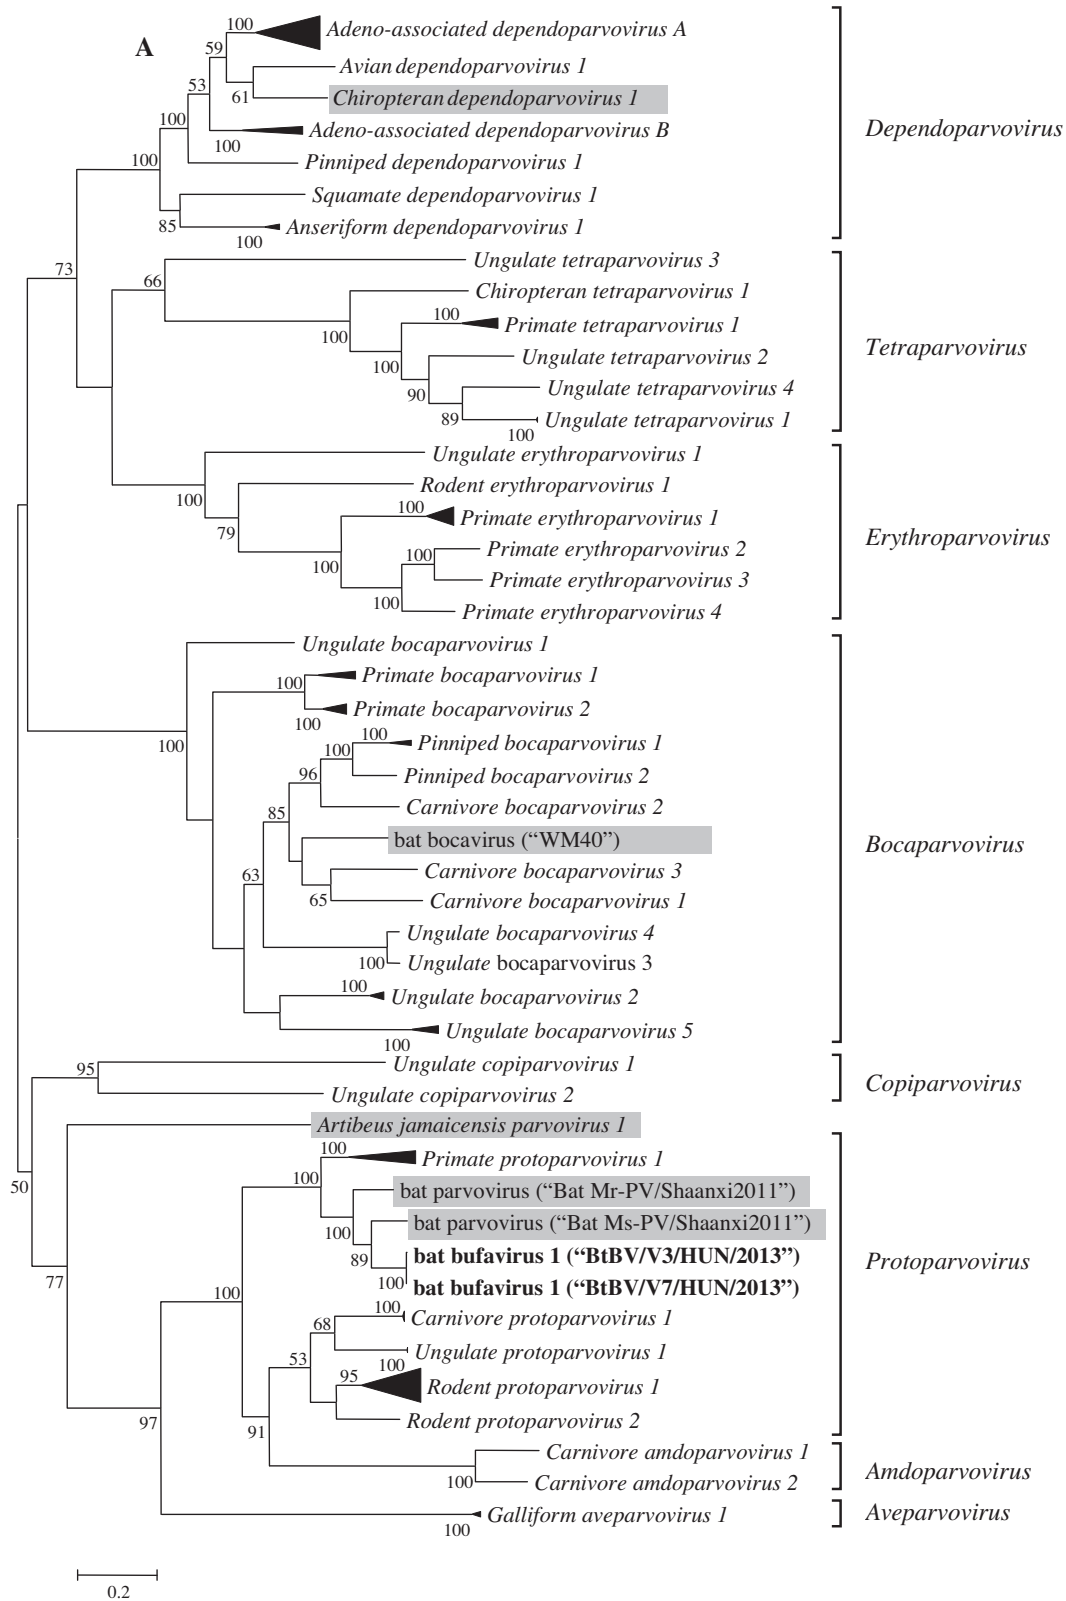 A
100
Adeno-associated dependoparvovirus A
59
Avian dependoparvovirus 1
61
Chiropteran dependoparvovirus 1
53
Adeno-associated dependoparvovirus B
100
100
Pinniped dependoparvovirus 1
100
Squamate dependoparvovirus 1
85
Anseriform dependoparvovirus 1
100
Dependoparvovirus
73
66
Ungulate tetraparvovirus 3
Chiropteran tetraparvovirus 1
100
100
Primate tetraparvovirus 1
100
Ungulate tetraparvovirus 2
90
Ungulate tetraparvovirus 4
89
Ungulate tetraparvovirus 1
100
Tetraparvovirus
Ungulate erythroparvovirus 1
100
Rodent erythroparvovirus 1
79
100
Primate erythroparvovirus 1
100
100
Primate erythroparvovirus 2
Primate erythroparvovirus 3
100
Primate erythroparvovirus 4
Erythroparvovirus
Ungulate bocaparvovirus 1
100
100
Primate bocaparvovirus 1
Primate bocaparvovirus 2
100
100
Pinniped bocaparvovirus 1
100
Pinniped bocaparvovirus 2
96
Carnivore bocaparvovirus 2
85
bat bocavirus (“WM40”)
Carnivore bocaparvovirus 3
65
Carnivore bocaparvovirus 1
63
Ungulate bocaparvovirus 4
100
Ungulate bocaparvovirus 3
100
Ungulate bocaparvovirus 2
Ungulate bocaparvovirus 5
100
Bocaparvovirus
95
Ungulate copiparvovirus 1
Ungulate copiparvovirus 2
Copiparvovirus
50
Artibeus jamaicensis parvovirus 1
77
100
Primate protoparvovirus 1
100
bat parvovirus (“Bat Mr-PV/Shaanxi2011”)
100
bat parvovirus (“Bat Ms-PV/Shaanxi2011”)
89
bat bufavirus 1 (“BtBV/V3/HUN/2013”)
100
bat bufavirus 1 (“BtBV/V7/HUN/2013”)
100
100
Carnivore protoparvovirus 1
68
Ungulate protoparvovirus 1
100
53
95
Rodent protoparvovirus 1
Rodent protoparvovirus 2
91
Protoparvovirus
97
Carnivore amdoparvovirus 1
100
Carnivore amdoparvovirus 2
Amdoparvovirus
Galliform aveparvovirus 1
100
Aveparvovirus
0.2